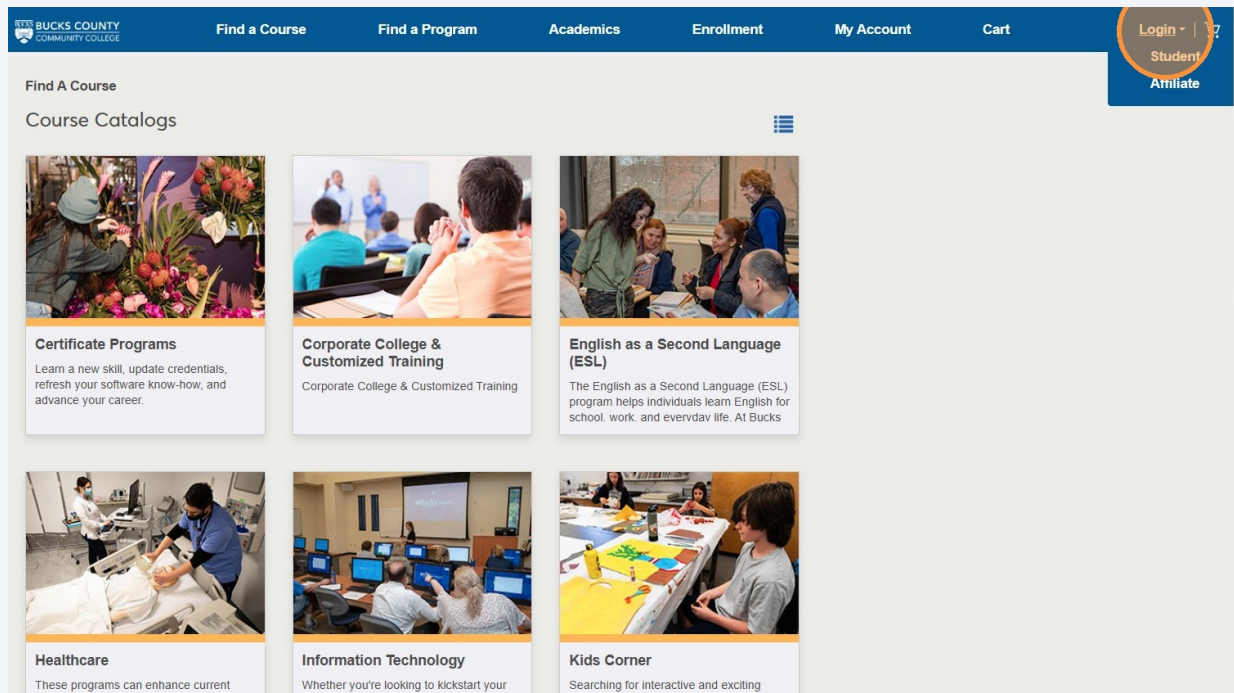 BUCKS COUNTY
COMMUNITY COLLEGE
Find a Course
Find a Program
Academics
Enrollment
My Account
Cart
Login
Student
Affiliate
Find A Course
Course Catalogs
Certificate Programs
Learn a new skill, update credentials,
refresh your software know-how, and
advance your career.
Corporate College &
Customized Training
Corporate College & Customized Training
English as a Second Language
(ESL)
The English as a Second Language (ESL)
program helps individuals learn English for
school, work, and everyday life. At Bucks
Healthcare
These programs can enhance current
Information Technology
Whether you're looking to kickstart your
Kids Corner
Searching for interactive and exciting